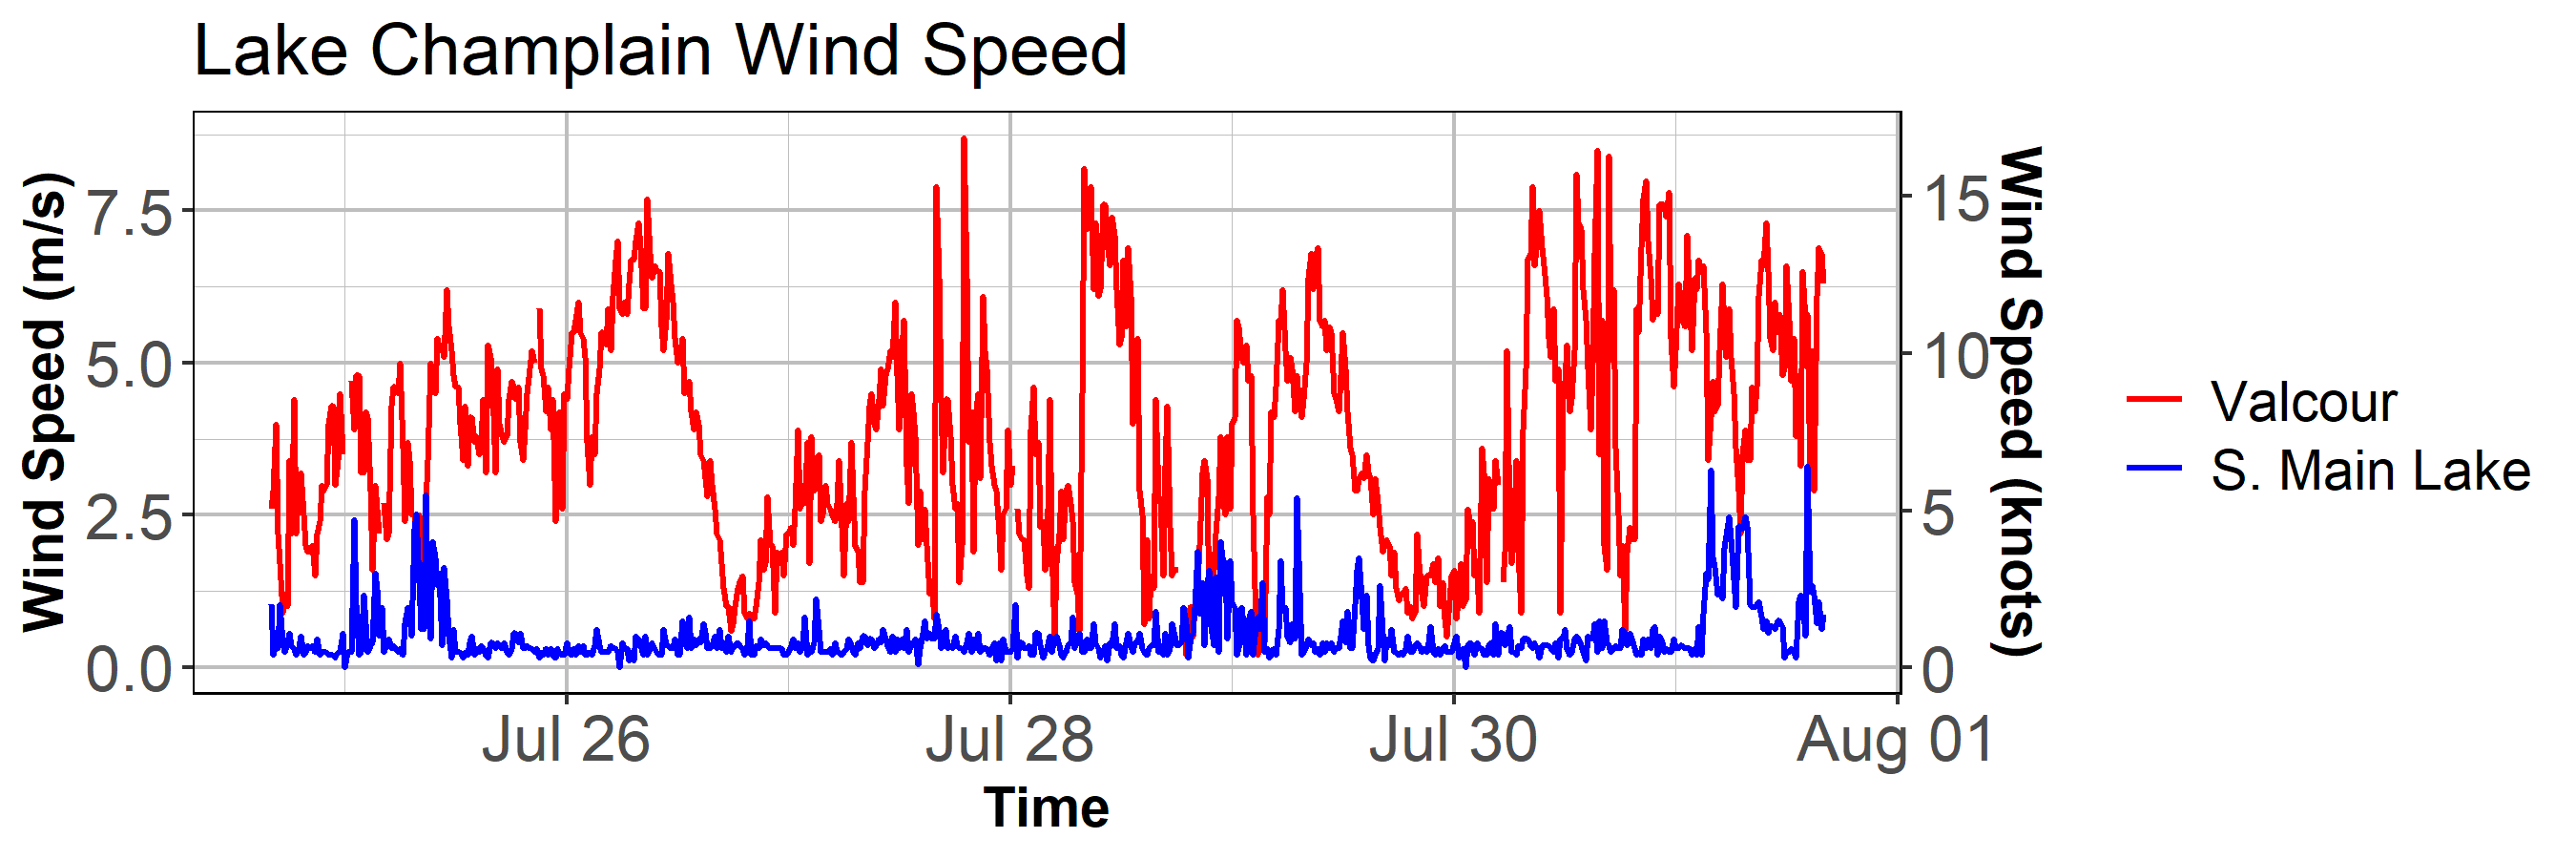 Lake Champlain Wind Speed
Wind Speed (m/s)
7.5
5.0
2.5
0.0
15
10
5
0
Wind Speed (knots)
Jul 26
Jul 28
Jul 30
Aug 01
Time
Valcour
S. Main Lake